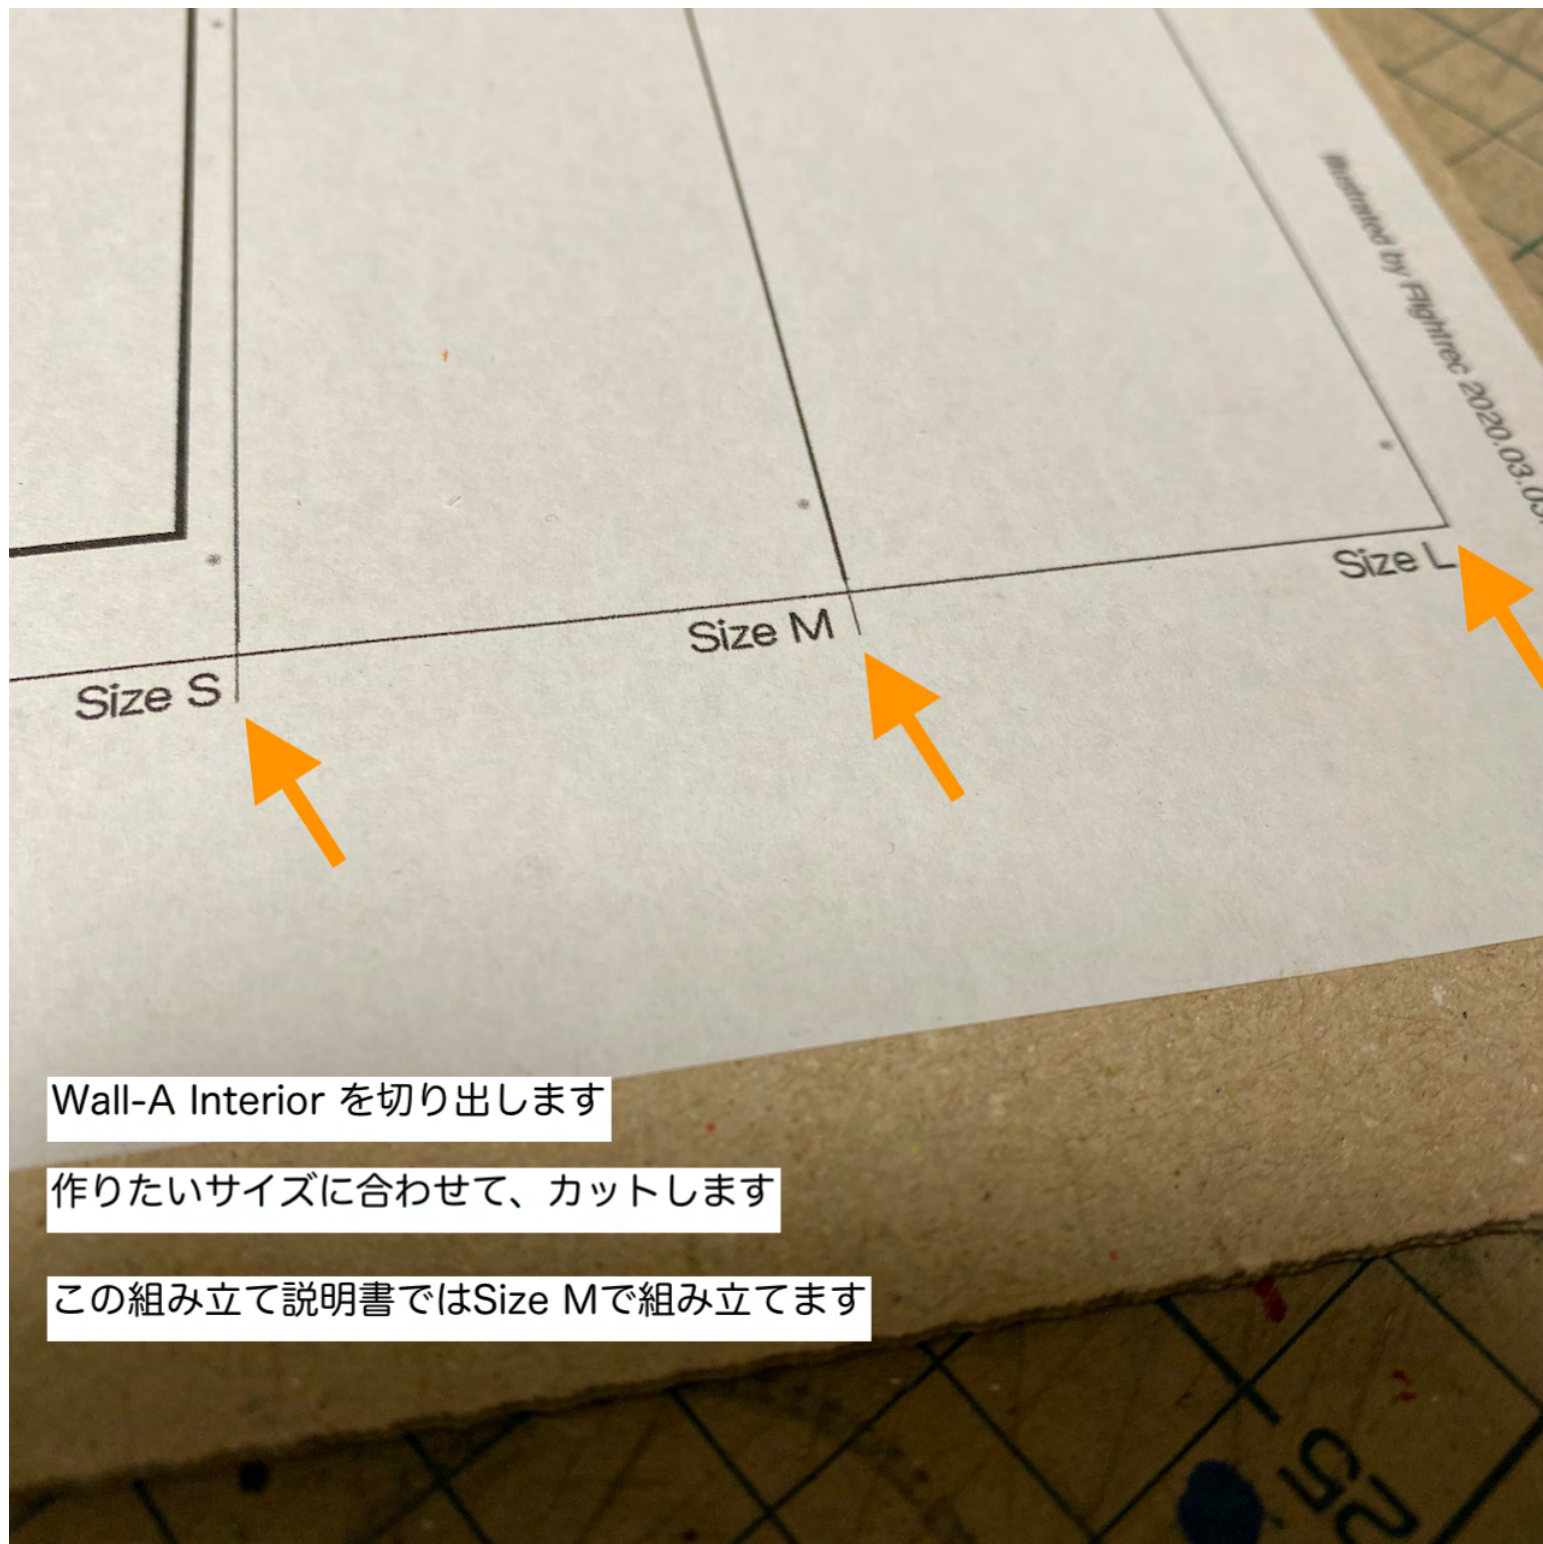 Illustrated by Flightrec 2020.03.03.
Size L
Size M
Size S
Wall-A Interior を切り出します
作りたいサイズに合わせて、カットします
この組み立て説明書ではSize Mで組み立てます
25